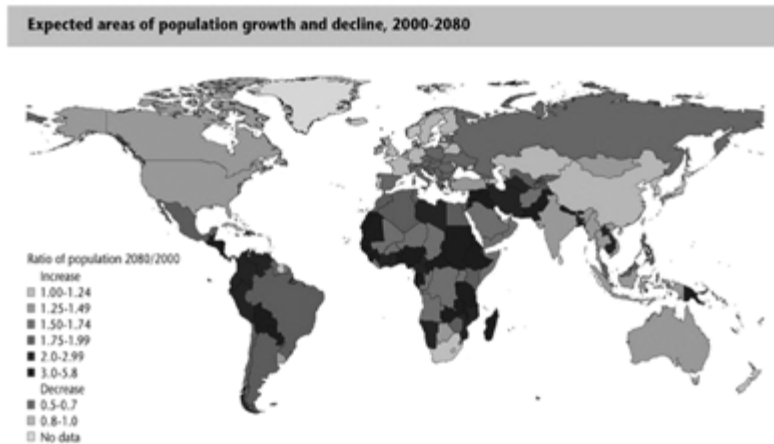 Expected areas of population growth and decline, 2000-2080
Ratio of population 2080/2000
Increase
1.00-1.24
1.25-1.49
1.50-1.74
1.75-1.99
2.0-2.99
3.0-5.8
Decrease
0.5-0.7
0.8-1.0
No data